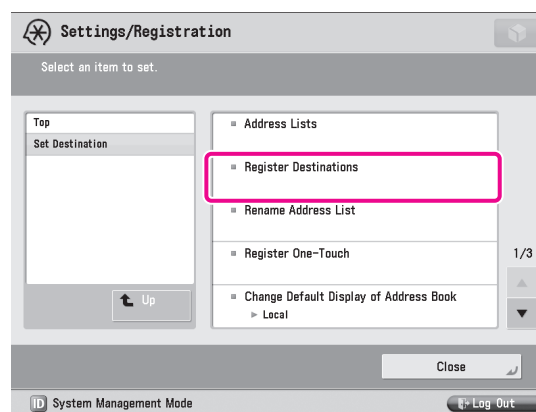 Settings/Registration
Select an item to set.
Top
Set Destination
Up
Address Lists
Register Destinations
Rename Address List
Register One-Touch
Change Default Display of Address Book
Local
1/3
Close
ID System Management Mode
Log Out